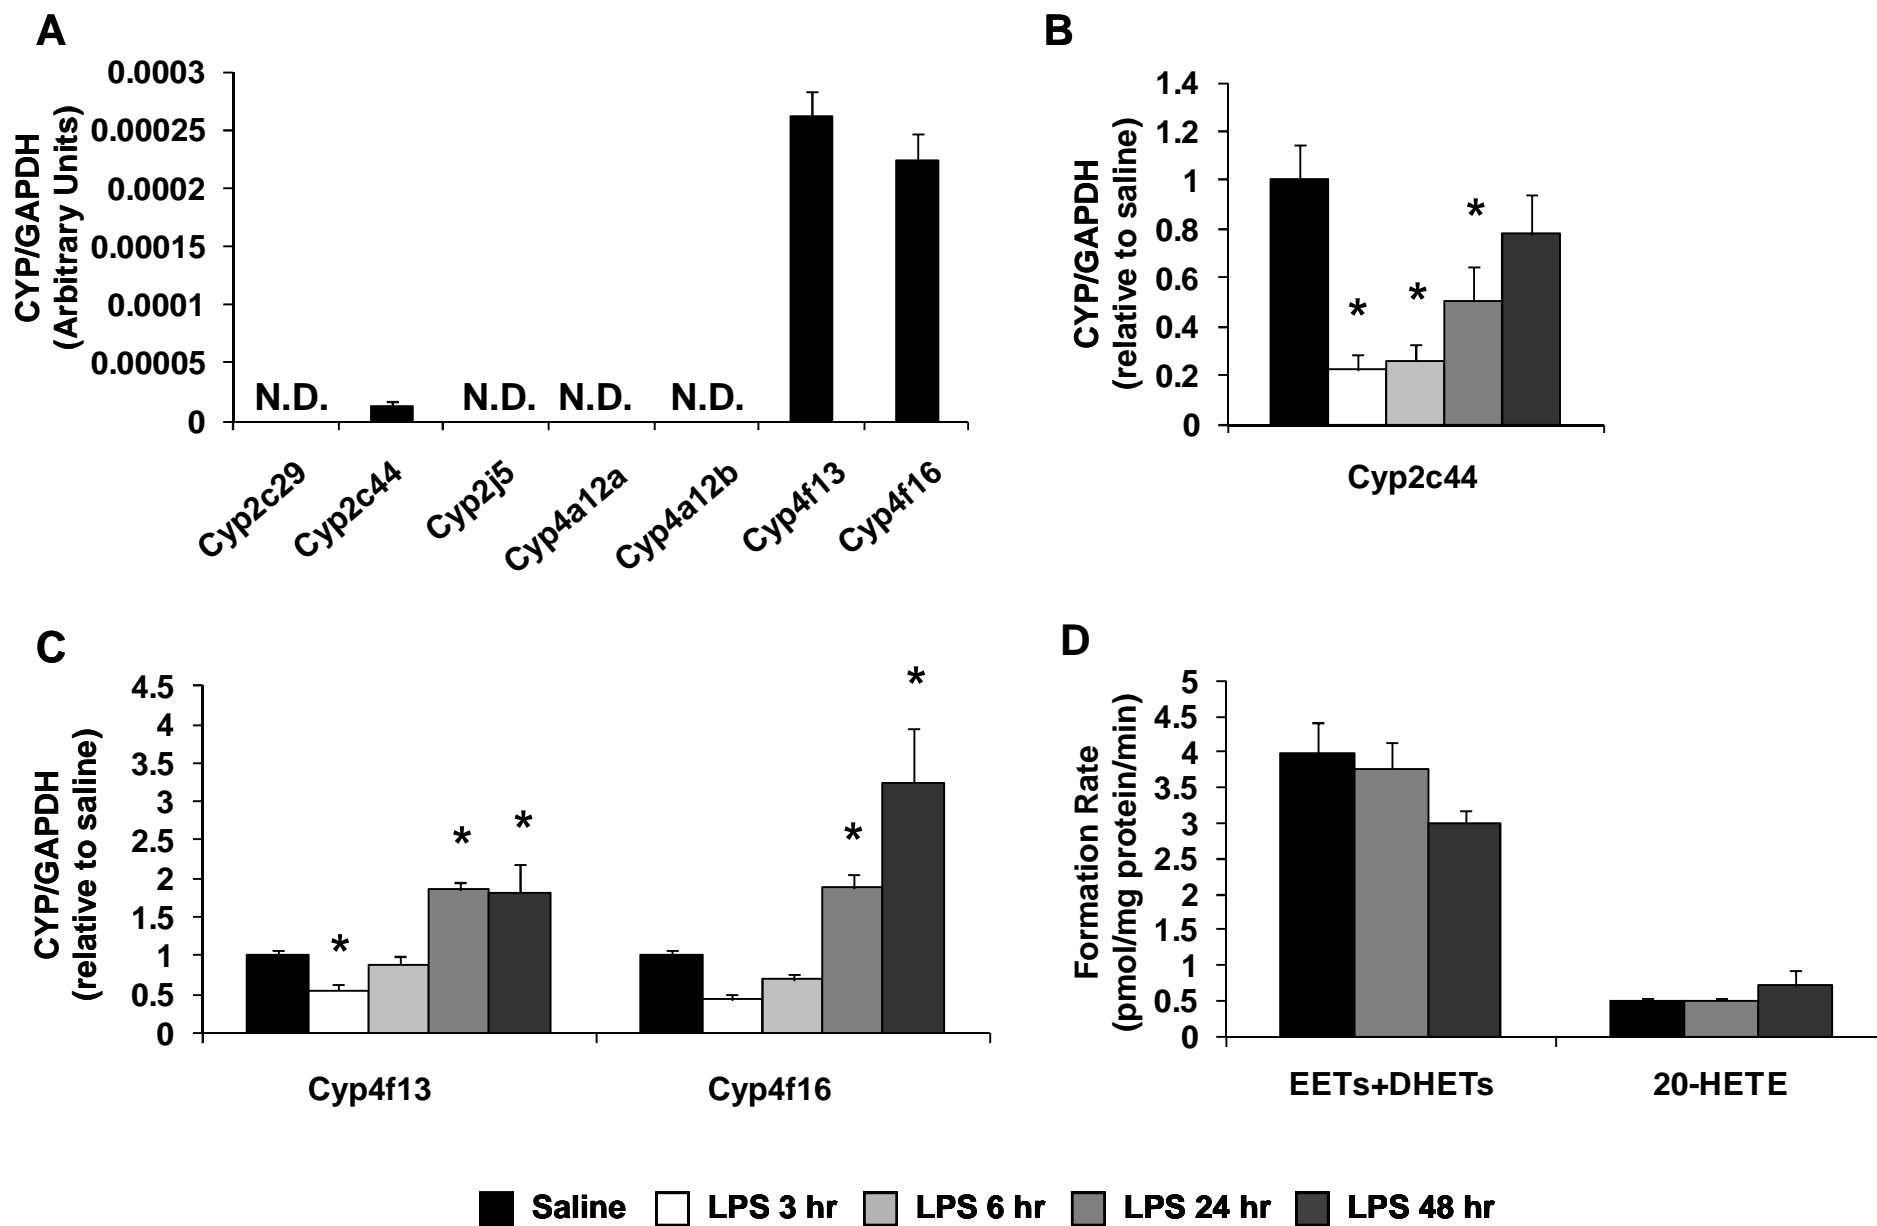 A
CYP/GAPDH
(Arbitrary Units)
0.0003
0.00025
0.0002
0.00015
0.0001
0.00005
0
N.D.
N.D.
N.D.
N.D.
Cyp2c29
Cyp2c44
Cyp2j5
Cyp4a12a
Cyp4a12b
Cyp4f13
Cyp4f16
B
CYP/GAPDH
(relative to saline)
1.4
1.2
1
0.8
0.6
0.4
0.2
0
*
*
*
Cyp2c44
C
CYP/GAPDH
(relative to saline)
4.5
4
3.5
3
2.5
2
1.5
1
0.5
0
*
*
*
*
*
Cyp4f13
Cyp4f16
D
Formation Rate
(pmol/mg protein/min)
5
4.5
4
3.5
3
2.5
2
1.5
1
0.5
0
EETs+DHETs
20-HETE
Saline
LPS 3 hr
LPS 6 hr
LPS 24 hr
LPS 48 hr